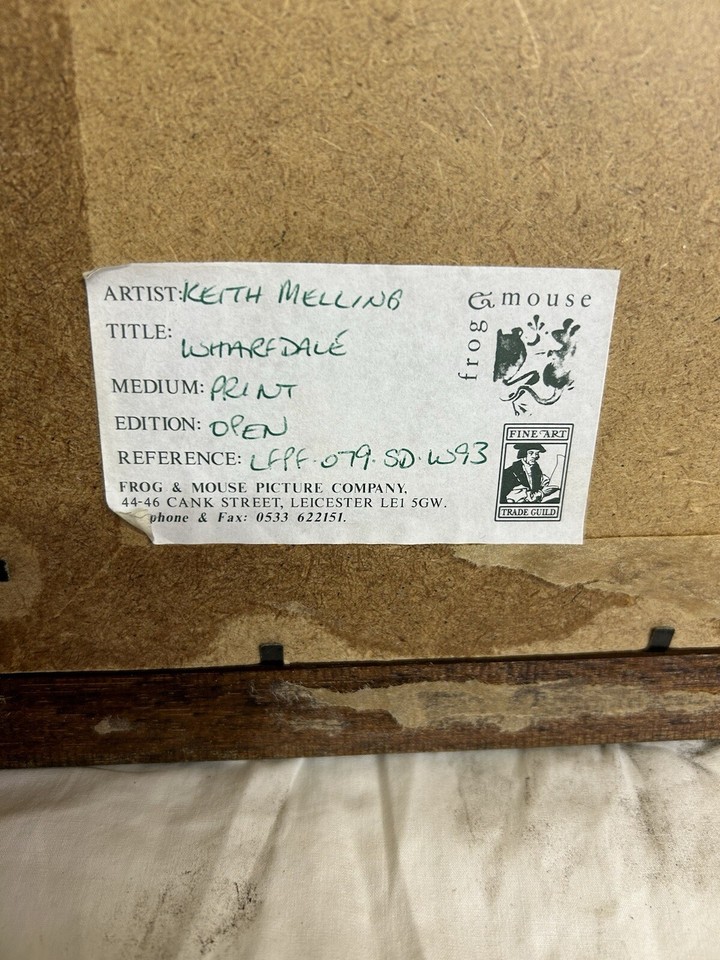 ARTIST: KEITH MELLING
TITLE: WHARFDALE
MEDIUM: PRINT
EDITION: OPEN
REFERENCE: LFPF.079.SD.W93
FROG & MOUSE PICTURE COMPANY,
44-46 CANK STREET, LEICESTER LE1 5GW.
phone & Fax: 0533 622151.
frog & mouse
FINE ART
TRADE GUILD